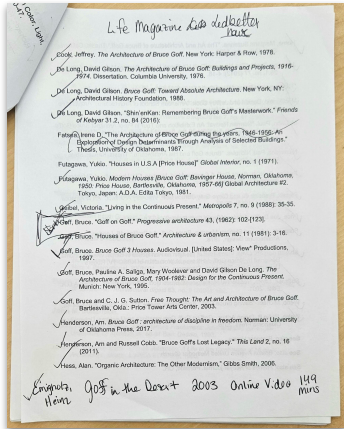 Color, Light,
-47.
Life Magazine Ledbetter
Cook, Jeffrey. The Architecture of Bruce Goff. New York: Harper & Row, 1978.
De Long, David Gilson. The Architecture of Bruce Goff: Buildings and Projects, 1916-
1974. Dissertation. Columbia University, 1976.
De Long, David Gilson. Bruce Goff: Toward Absolute Architecture. New York, NY:
Architectural History Foundation, 1988.
De Long, David Gilson. "Shin'enKan: Remembering Bruce Goff's Masterwork." Friends
of Kebyar 31.2, no. 84 (2016):
Irene D. "The Architecture of Bruce Goff during the years, 1946-1956: An
Exploration of Design Determinants Through Analysis of Selected Buildings."
Thesis, University of Oklahoma, 1987.
Futagawa, Yukio. "Houses in U.S.A [Price House]" Global Interior, no. 1 (1971).
Futagawa, Yukio. Modern Houses Bruce Goff: Bavinger House, Norman, Oklahoma,
1950: Price House, Bartlesville, Oklahoma, 1957-66] Global Architecture #2.
Tokyo, Japan: A.D.A. Edita Tokyo, 1981.
Geibel, Victoria. "Living in the Continuous Present," Metropolis 7, no. 9 (1988): 35-35.
Goff, Bruce. "Goff on Goff." Progressive architecture 43, (1962): 102-[123].
Goff, Bruce. "Houses of Bruce Goff." Architecture & urbanism, no. 11 (1981): 3-16.
Goff, Bruce. Bruce Goff 3 Houses. Audiovisual. [United States]: View" Productions,
1997.
Goff, Bruce, Pauline A. Saliga, Mary Woolever and David Gilson De Long. The
Architecture of Bruce Goff, 1904-1982: Design for the Continuous Present,
Munich: New York, 1995.
Goff, Bruce and C. J. G. Sutton. Free Thought: The Art and Architecture of Bruce Goff.
Bartlesville, Okla.: Price Tower Arts Center, 2003.
Henderson, Arn. Bruce Goff : architecture of discipline in freedom. Norman: University
of Oklahoma Press, 2017.
Henderson, Arn and Russell Cobb. "Bruce Goff's Lost Legacy." This Land 2, no. 16
(2011).
Hess, Alan. "Organic Architecture: The Other Modernism," Gibbs Smith, 2006.
Emigholz, Goff in the Desert 2003 Online Video 149
Heinz mins